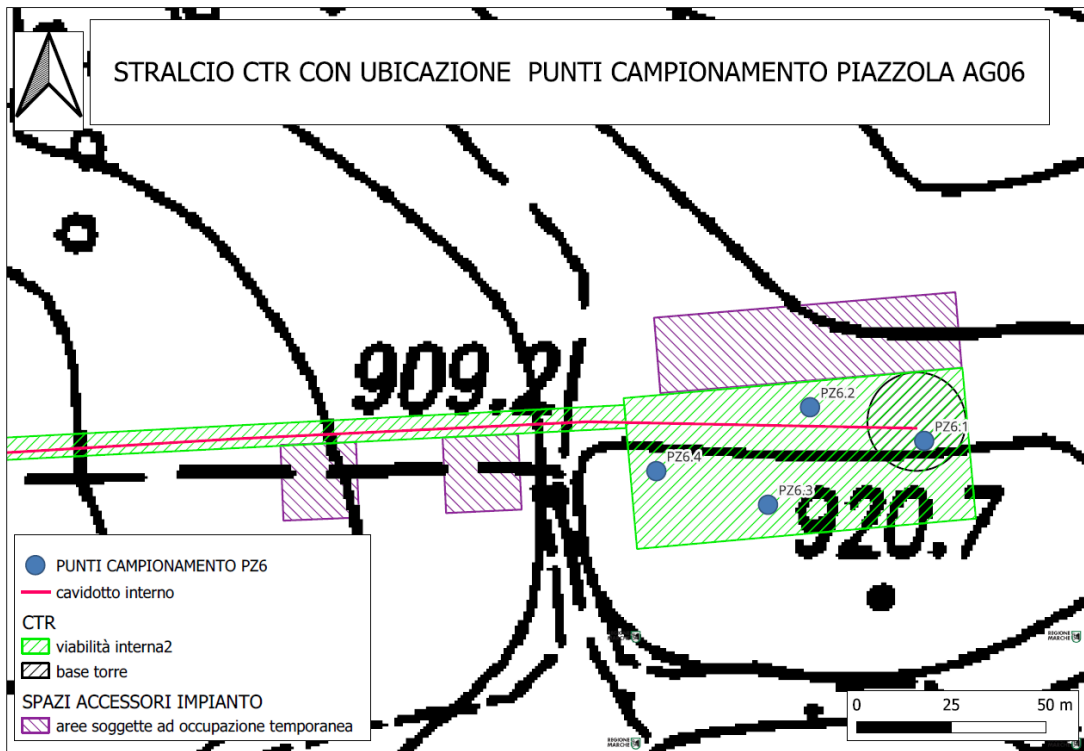 STRALCIO CTR CON UBICAZIONE PUNTI CAMPIONAMENTO PIAZZOLA AG06
909.2
PZ6.2
PZ6:1
PZ6.4
PZ6.3
920.7
PUNTI CAMPIONAMENTO PZ6
cavidotto interno
CTR
viabilità interna2
base torre
SPAZI ACCESSORI IMPIANTO
aree soggette ad occupazione temporanea
REGIONE MARCHE
0 25 50 m
REGIONE MARCHE